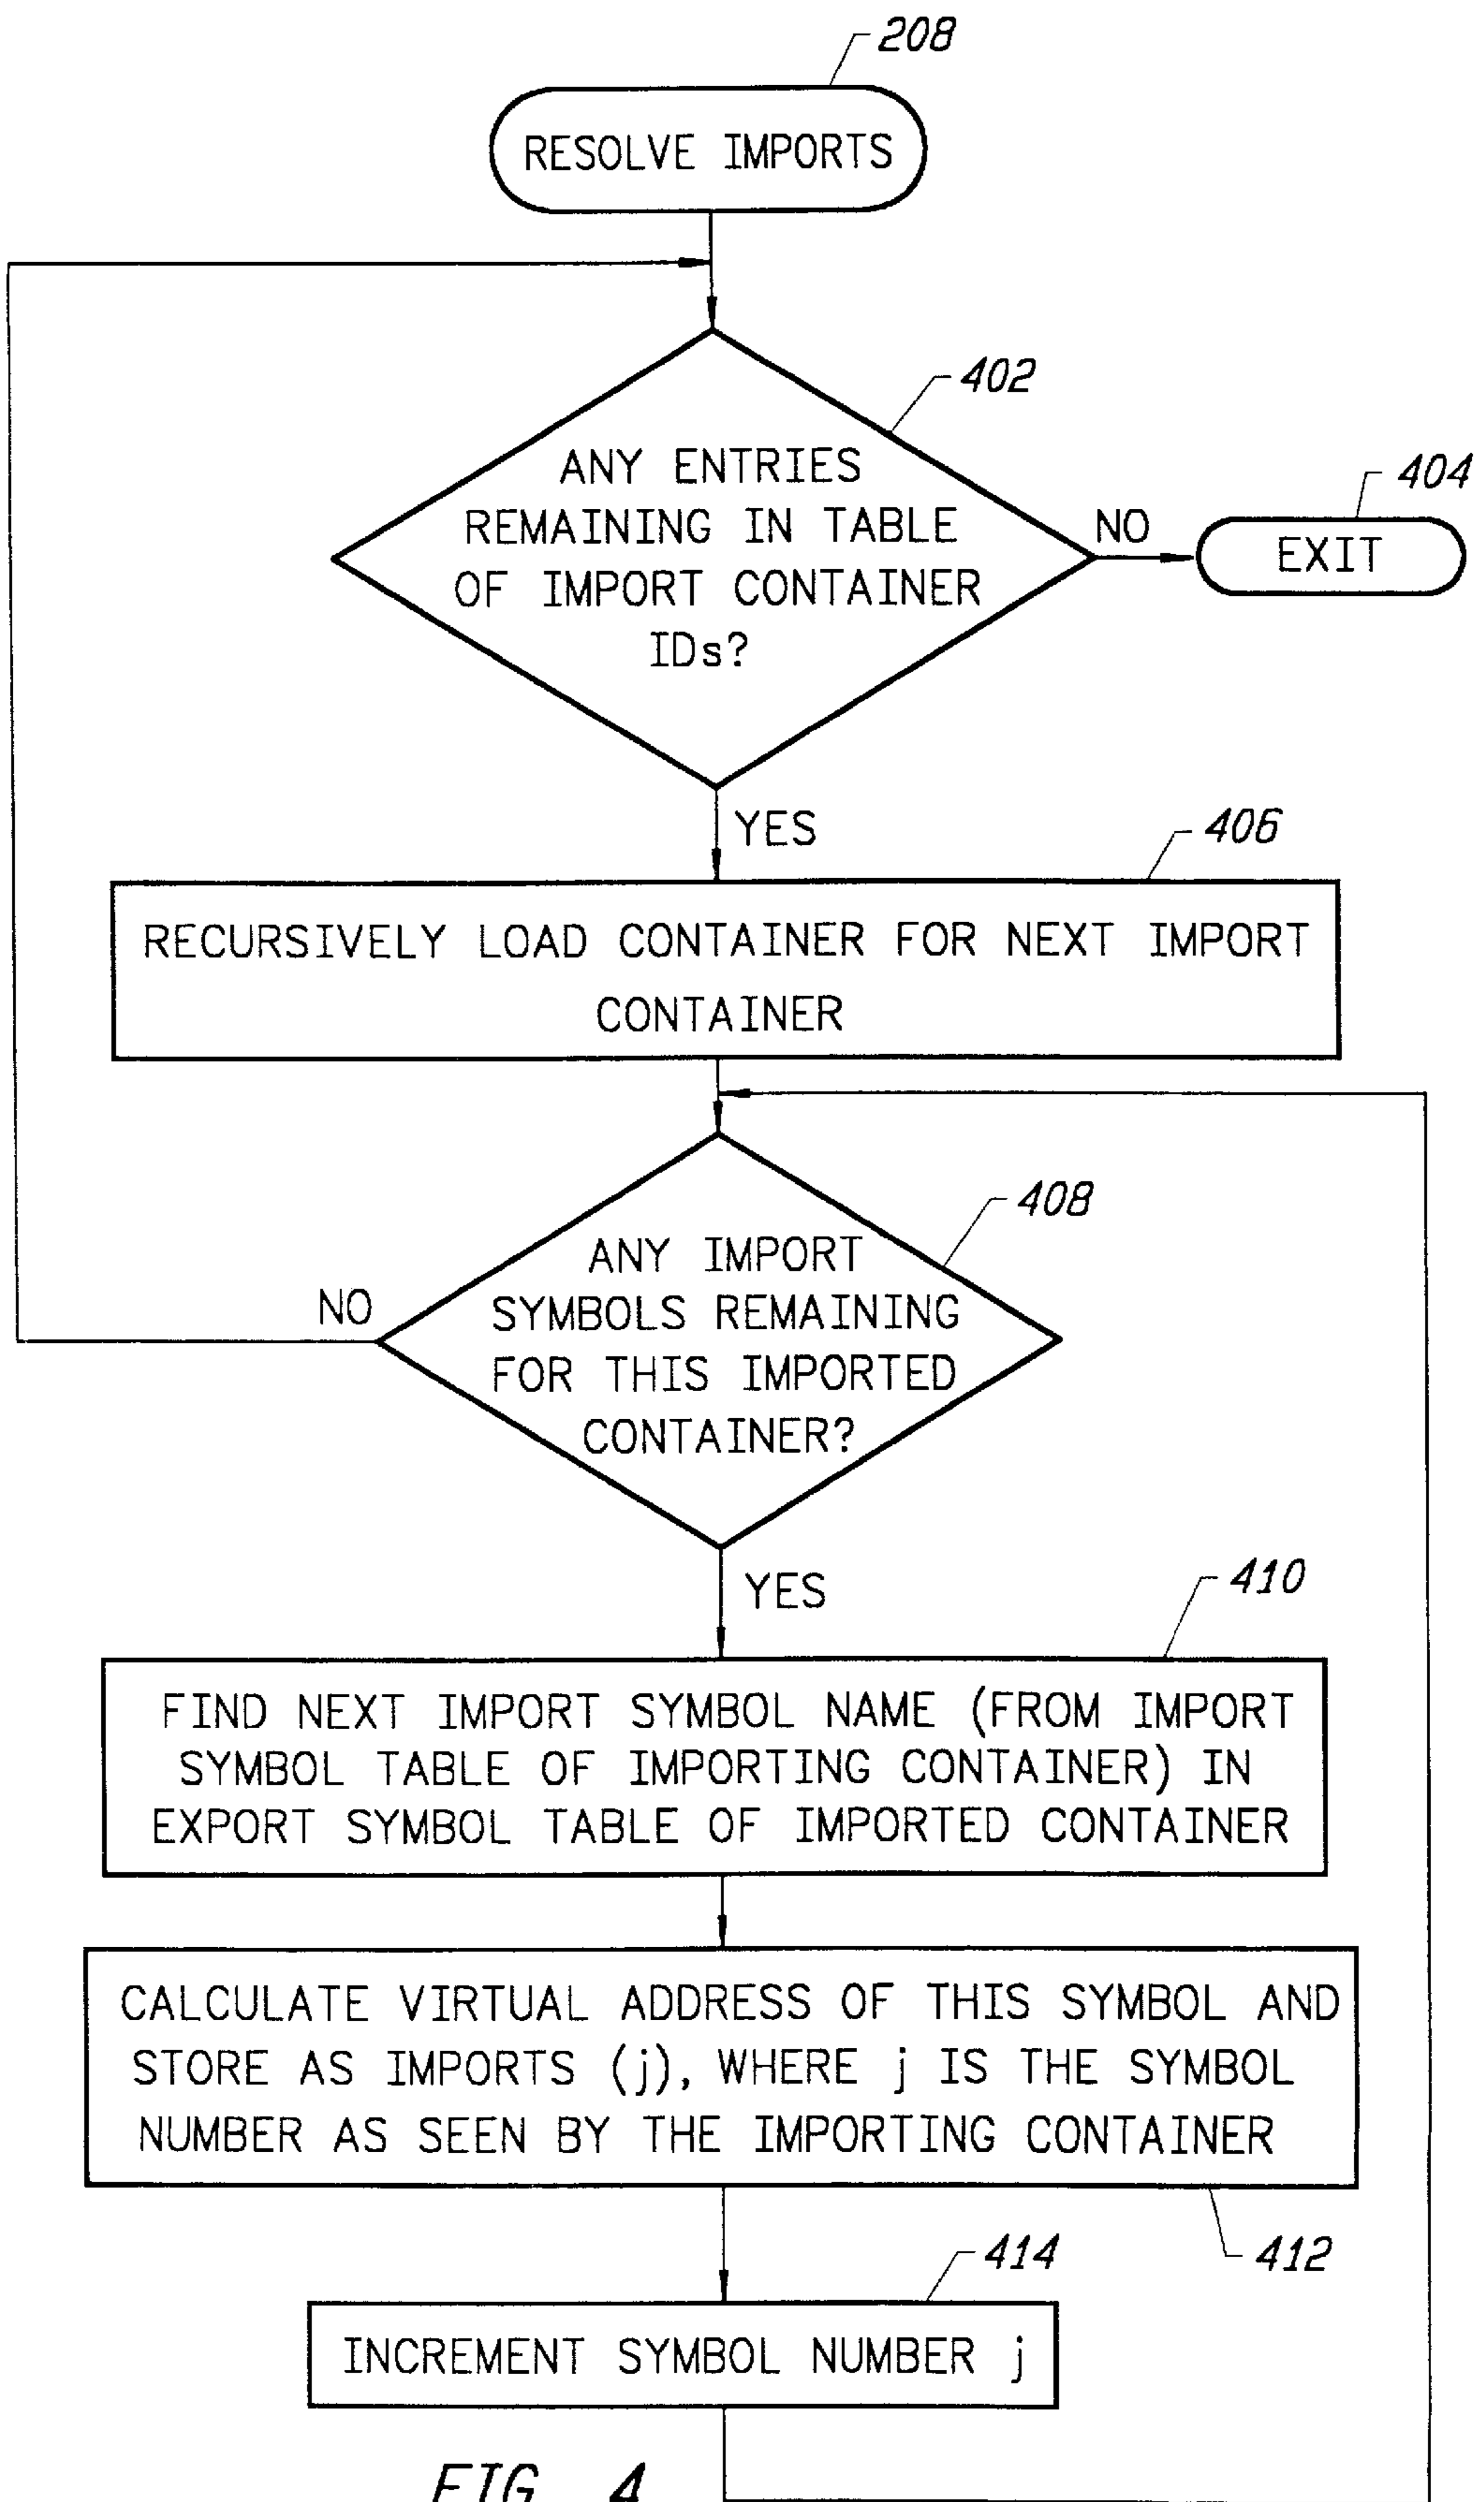 208
RESOLVE IMPORTS
402
ANY ENTRIES
REMAINING IN TABLE
OF IMPORT CONTAINER
IDs?
NO
404
EXIT
YES
406
RECURSIVELY LOAD CONTAINER FOR NEXT IMPORT
CONTAINER
408
ANY IMPORT
SYMBOLS REMAINING
FOR THIS IMPORTED
CONTAINER?
NO
YES
410
FIND NEXT IMPORT SYMBOL NAME (FROM IMPORT
SYMBOL TABLE OF IMPORTING CONTAINER) IN
EXPORT SYMBOL TABLE OF IMPORTED CONTAINER
CALCULATE VIRTUAL ADDRESS OF THIS SYMBOL AND
STORE AS IMPORTS (j), WHERE j IS THE SYMBOL
NUMBER AS SEEN BY THE IMPORTING CONTAINER
412
414
INCREMENT SYMBOL NUMBER j
FIG. 4